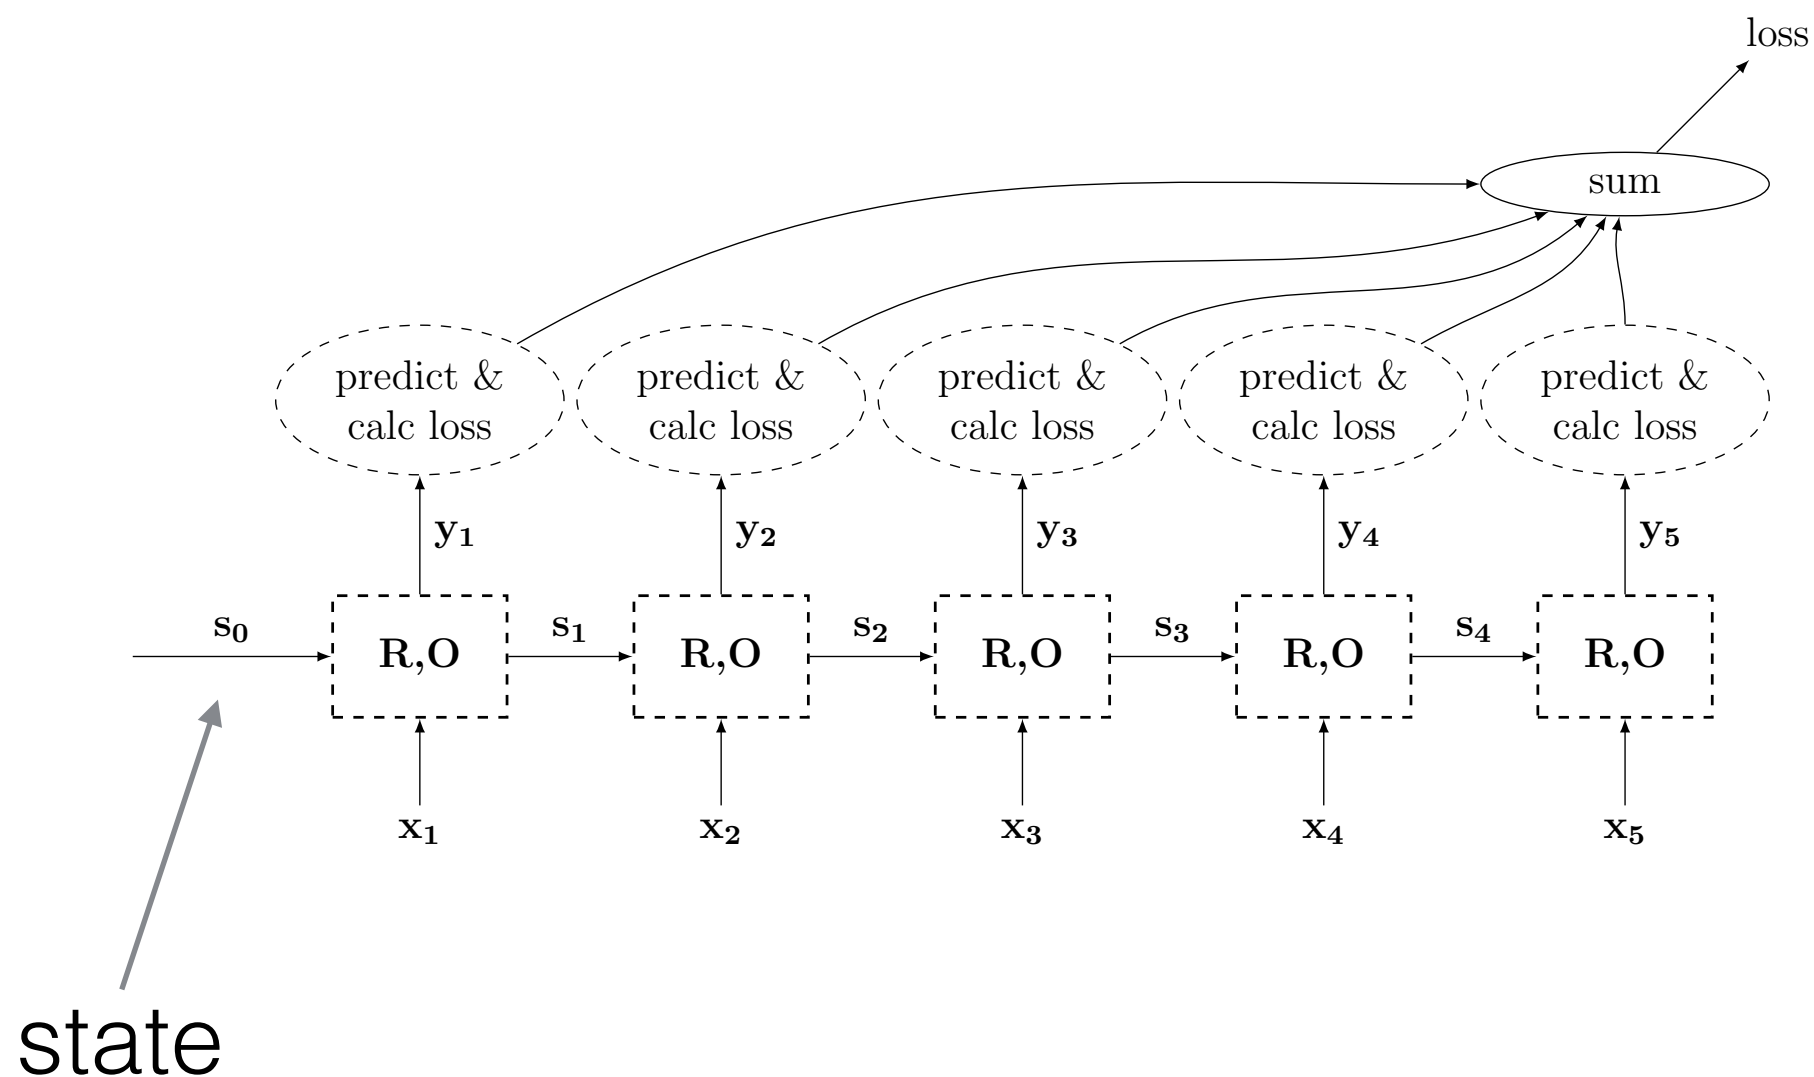 loss
sum
predict & calc loss
predict & calc loss
predict & calc loss
predict & calc loss
predict & calc loss
y₁ y₂ y₃ y₄ y₅
s₀ s₁ s₂ s₃ s₄
R,O R,O R,O R,O R,O
x₁ x₂ x₃ x₄ x₅
state